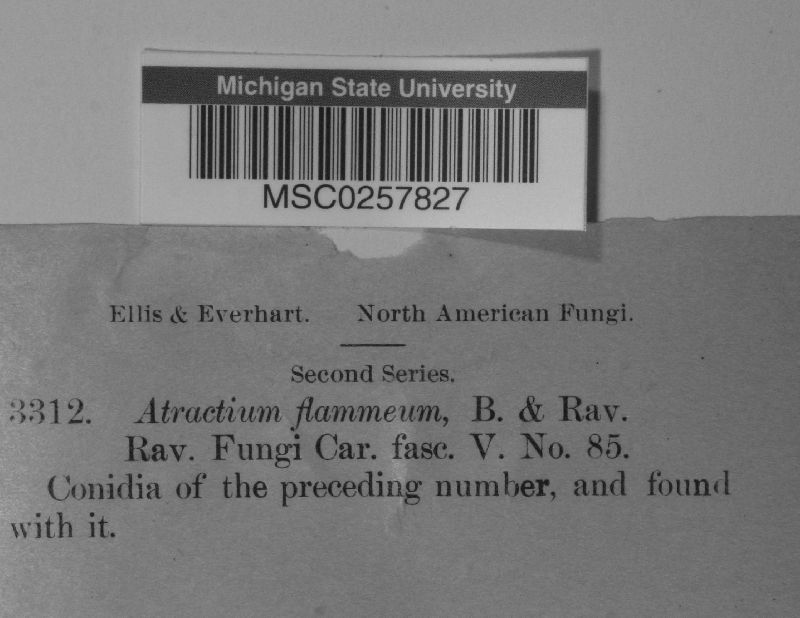 Michigan State University
MSC0257827
Ellis & Everhart. North American Fungi.
Second Series.
3312. Atractium flammeum, B. & Rav.
Rav. Fungi Car. fasc. V. No. 85.
Conidia of the preceding number, and found
with it.